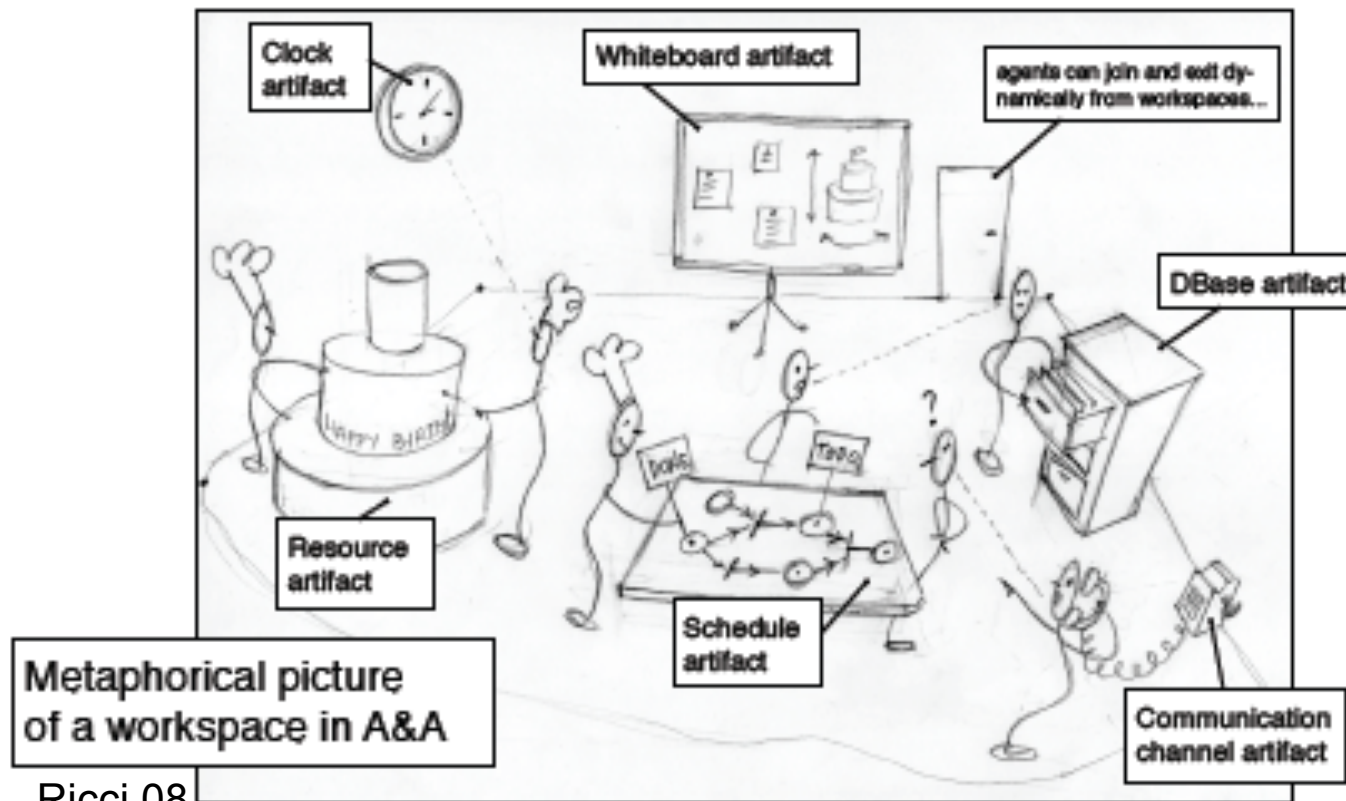 Clock
artifact
Whiteboard artifact
agents can join and exit dy-
namically from workspaces...
DBase artifact
HAPPY BIRTH
?
TODO
Resource
artifact
Schedule
artifact
Metaphorical picture
of a workspace in A&A
Communication
channel artifact
Ricci 08